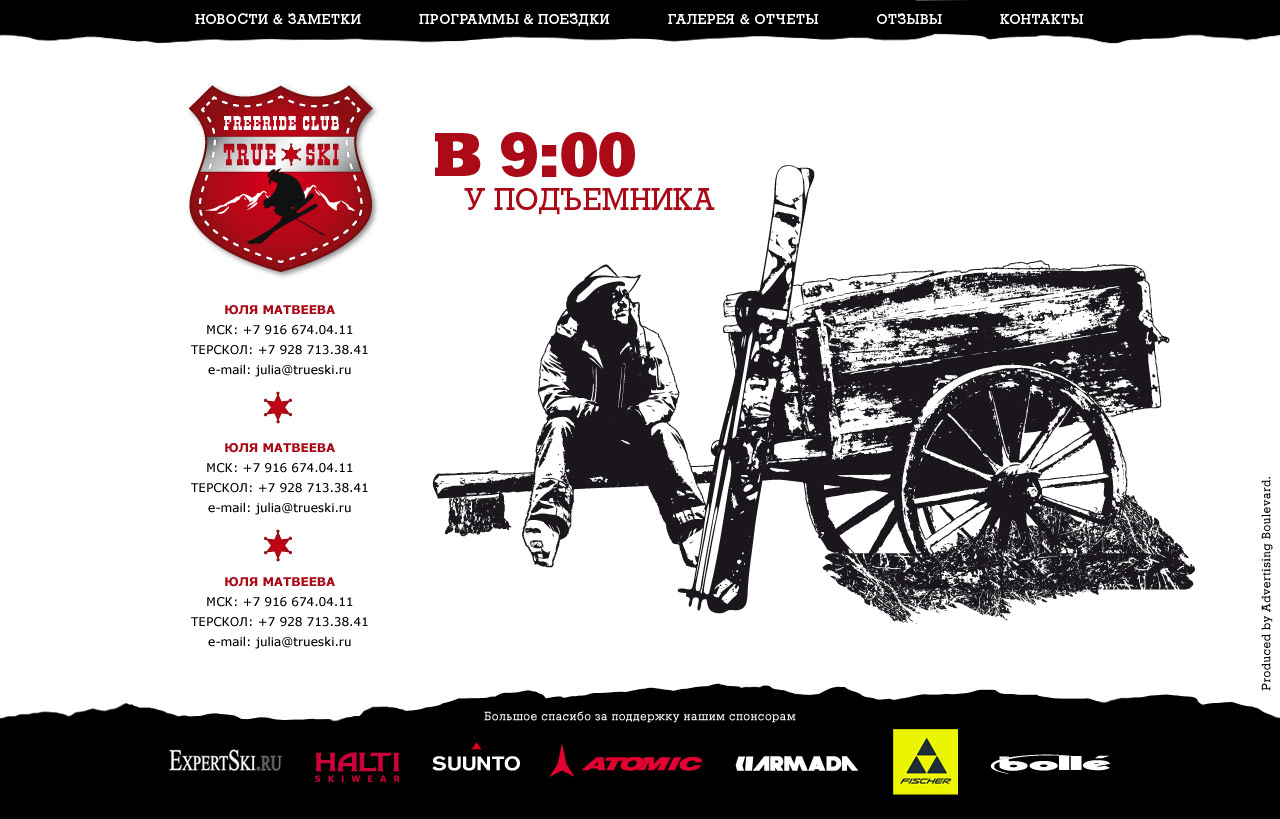 НОВОСТИ & ЗАМЕТКИ
ПРОГРАММЫ & ПОЕЗДКИ
ГАЛЕРЕЯ & ОТЧЕТЫ
ОТЗЫВЫ
КОНТАКТЫ
FREERIDE CLUB
TRUE SKI
В 9:00
У ПОДЪЕМНИКА
ЮЛЯ МАТВЕЕВА
МСК: +7 916 674.04.11
ТЕРСКОЛ: +7 928 713.38.41
e-mail: julia@trueski.ru
ЮЛЯ МАТВЕЕВА
МСК: +7 916 674.04.11
ТЕРСКОЛ: +7 928 713.38.41
e-mail: julia@trueski.ru
ЮЛЯ МАТВЕЕВА
МСК: +7 916 674.04.11
ТЕРСКОЛ: +7 928 713.38.41
e-mail: julia@trueski.ru
Produced by Advertising Boulevard.
Большое спасибо за поддержку нашим спонсорам
EXPERTSKI.RU
HALTI
SKIWEAR
SUUNTO
ATOMIC
ARMADA
FISCHER
bollé